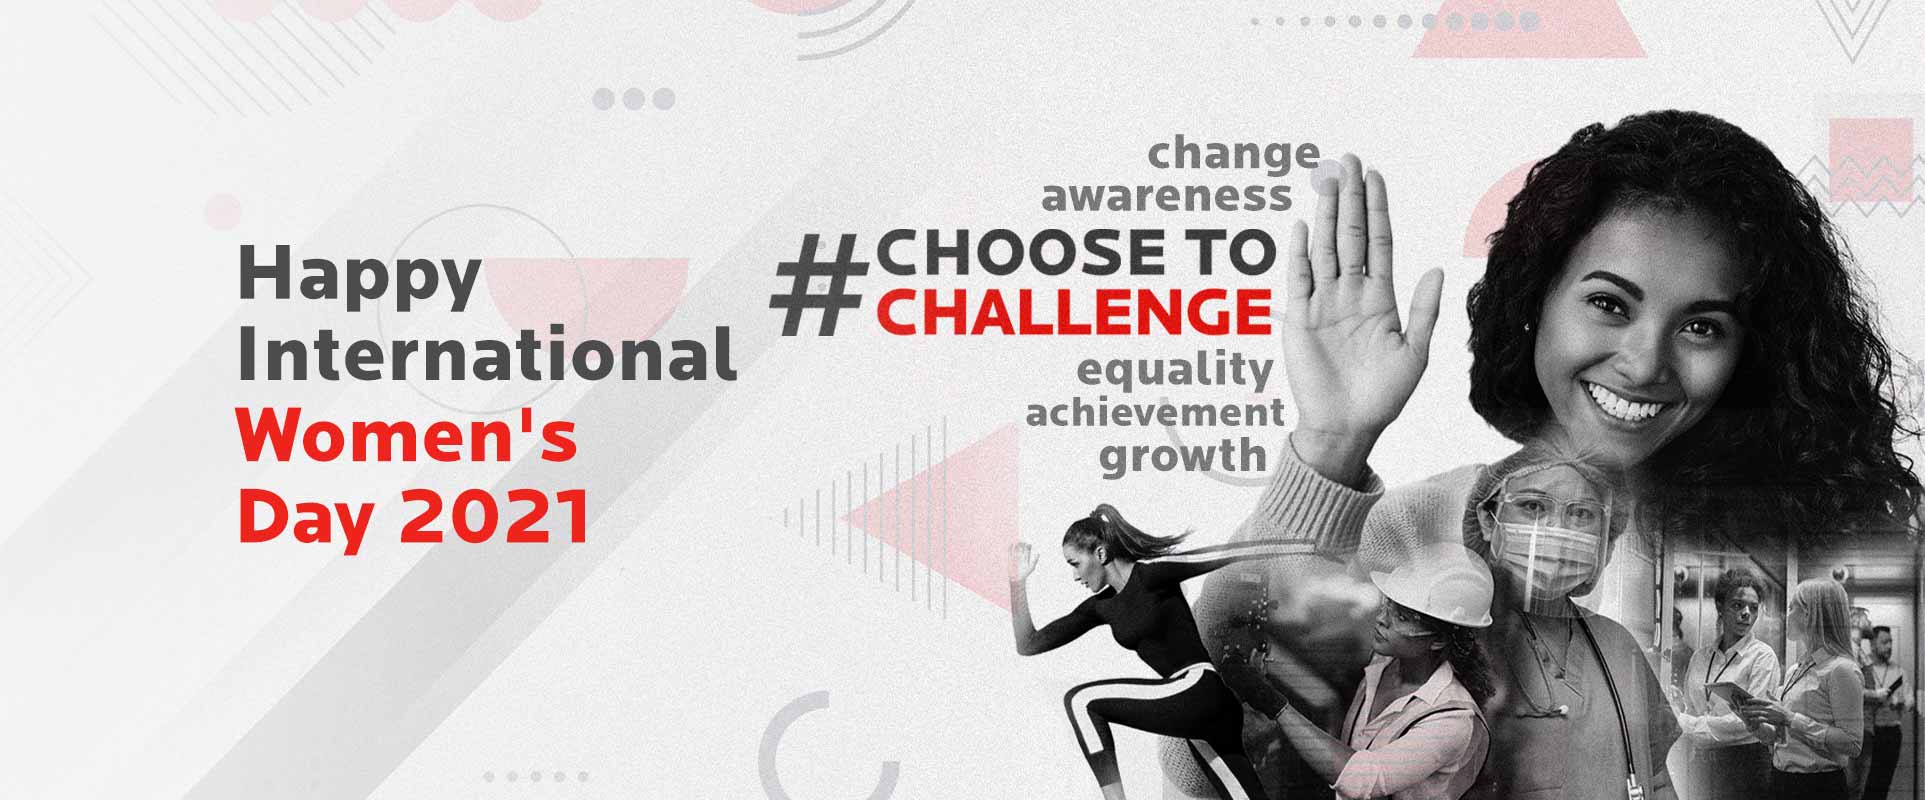 Happy
International
Women's
Day 2021
change
awareness
#CHOOSE TO
CHALLENGE
equality
achievement
growth